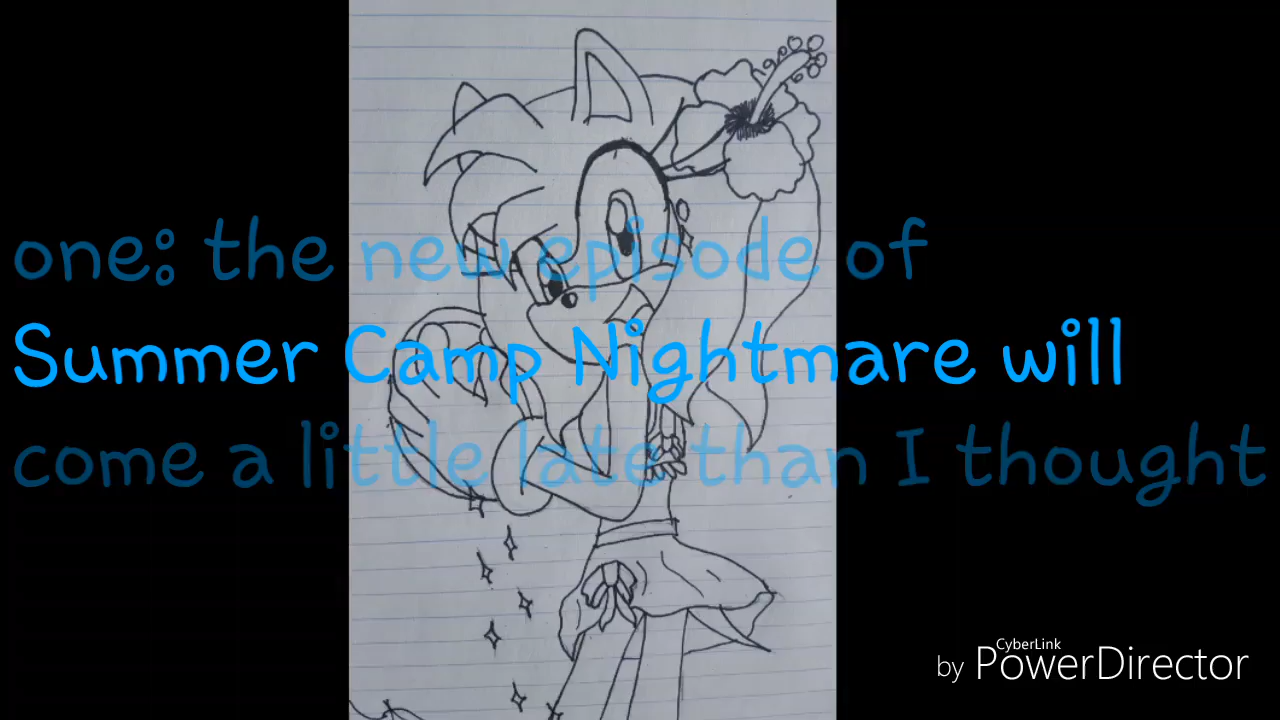 one: the new episode of
Summer Camp Nightmare will
come a little late than I thought
CyberLink
by PowerDirector